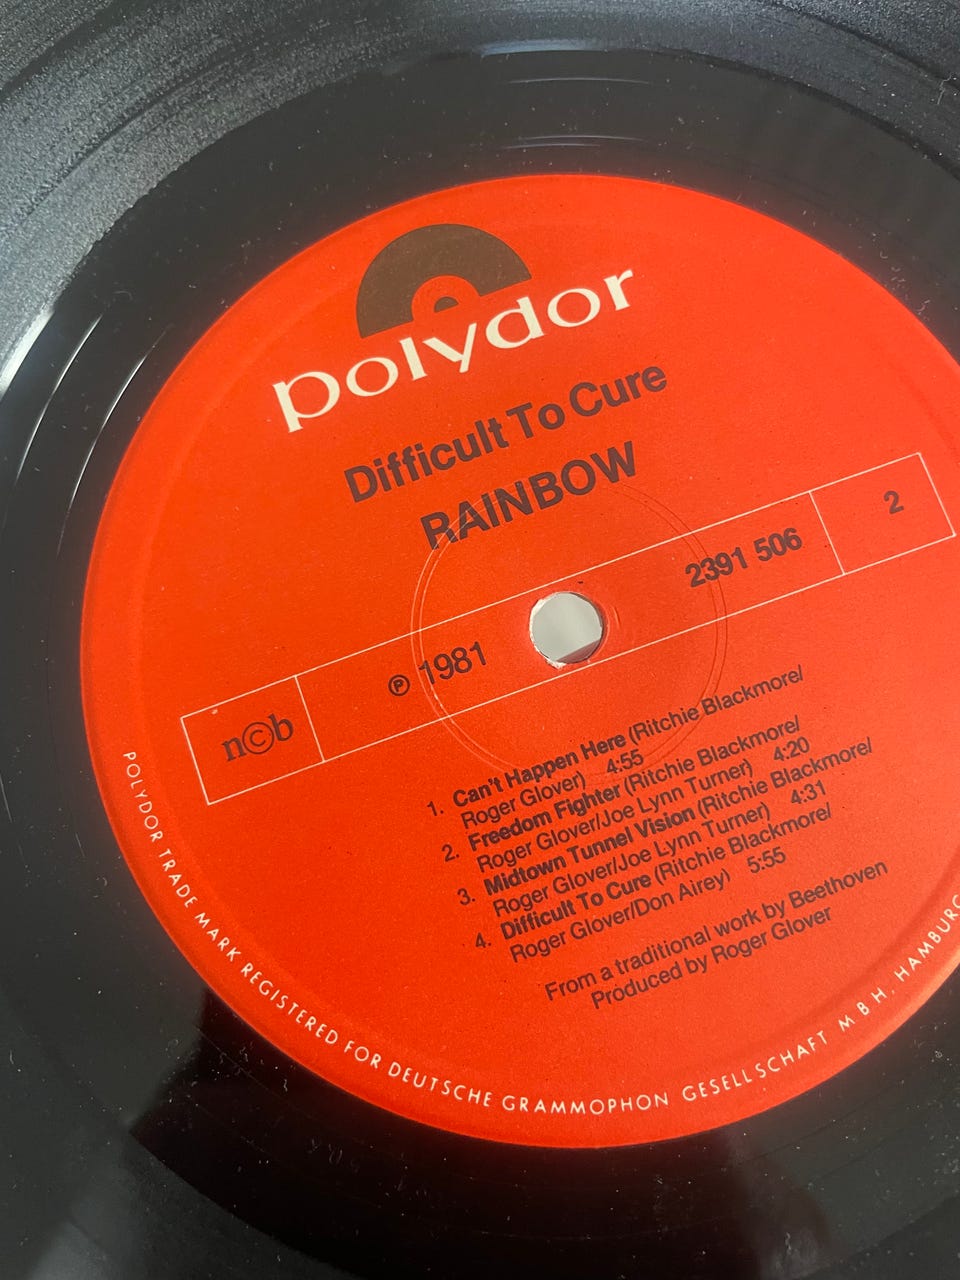 polydor
Difficult To Cure
RAINBOW
n©b
℗ 1981
2391 506
2
1. Can't Happen Here (Ritchie Blackmore/
Roger Glover) 4:55
2. Freedom Fighter (Ritchie Blackmore/
Roger Glover/Joe Lynn Turner) 4:20
3. Midtown Tunnel Vision (Ritchie Blackmore/
Roger Glover/Joe Lynn Turner) 4:31
4. Difficult To Cure (Ritchie Blackmore/
Roger Glover/Don Airey) 5:55
From a traditional work by Beethoven
Produced by Roger Glover
POLYDOR TRADE MARK REGISTERED FOR DEUTSCHE GRAMMOPHON GESELLSCHAFT M B H. HAMBURG